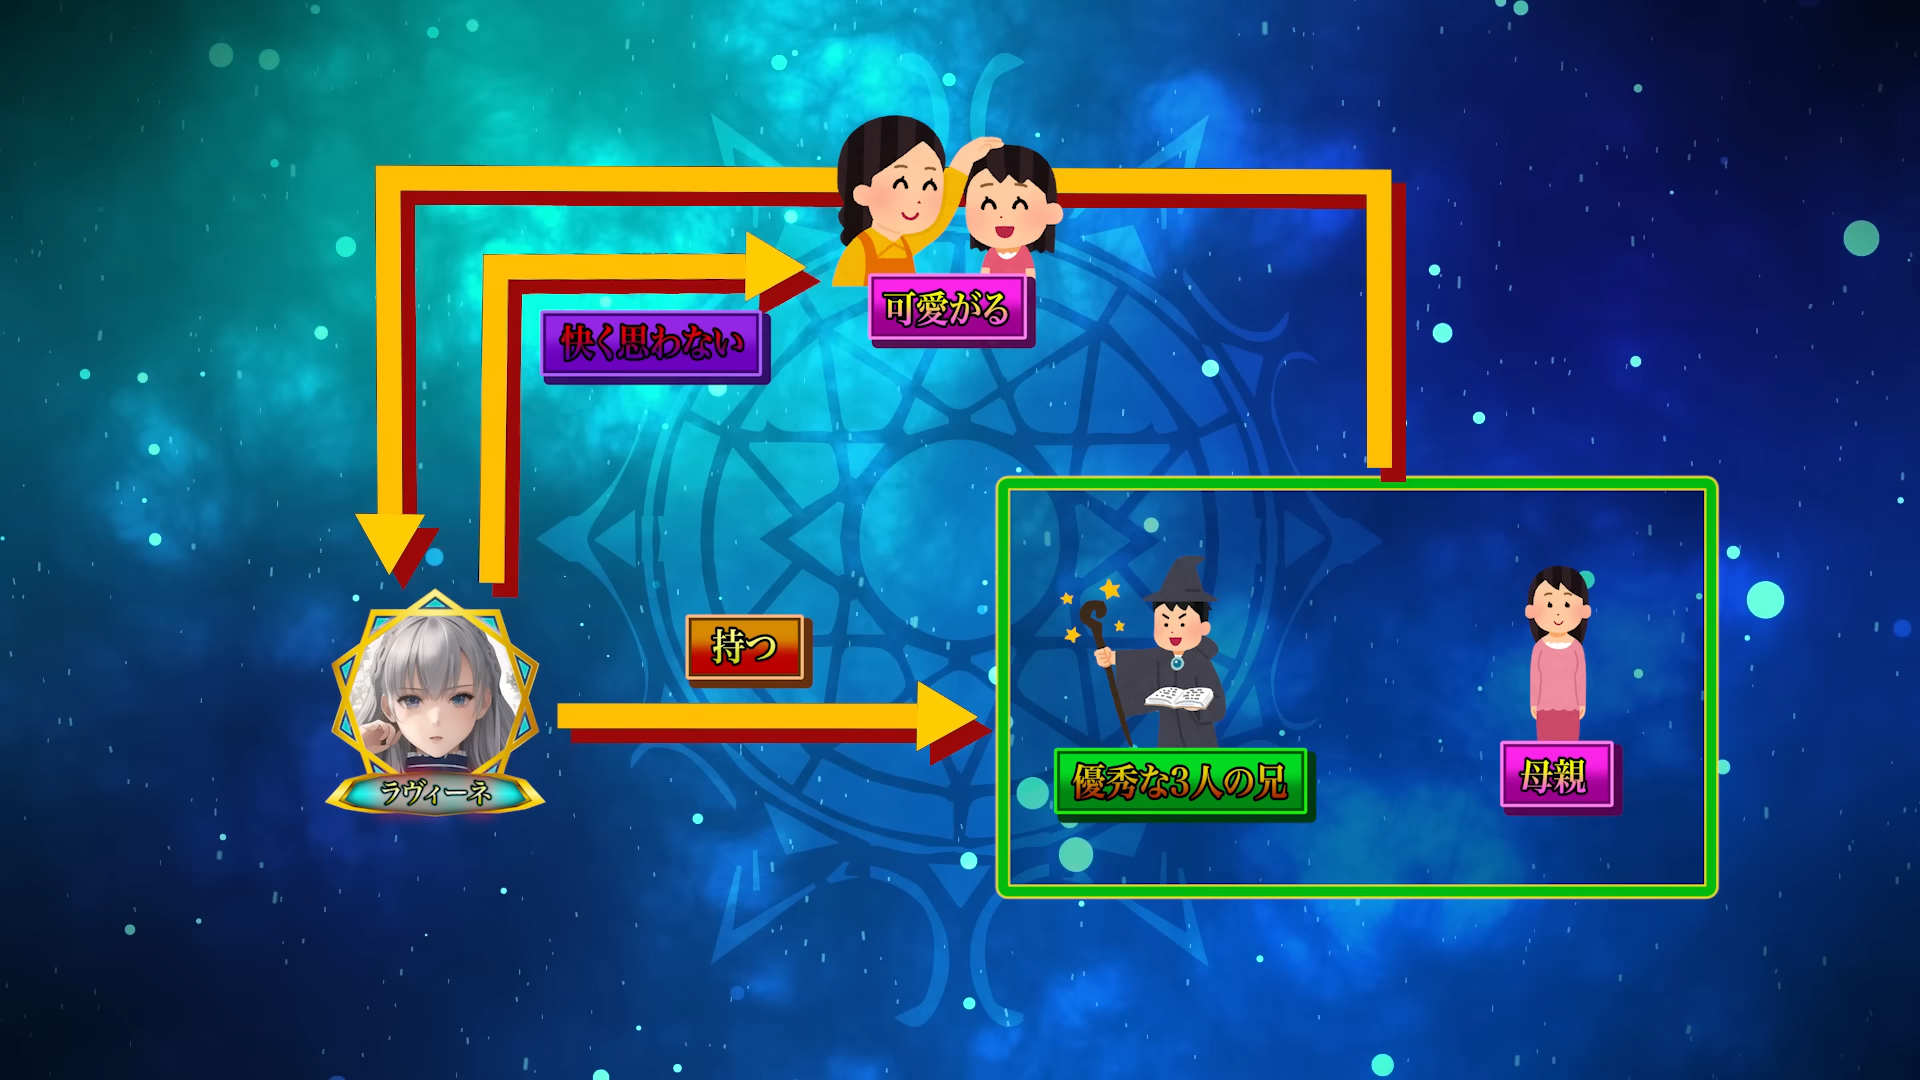 可愛がる
快く思わない
持つ
ラヴィーネ
優秀な3人の兄
母親